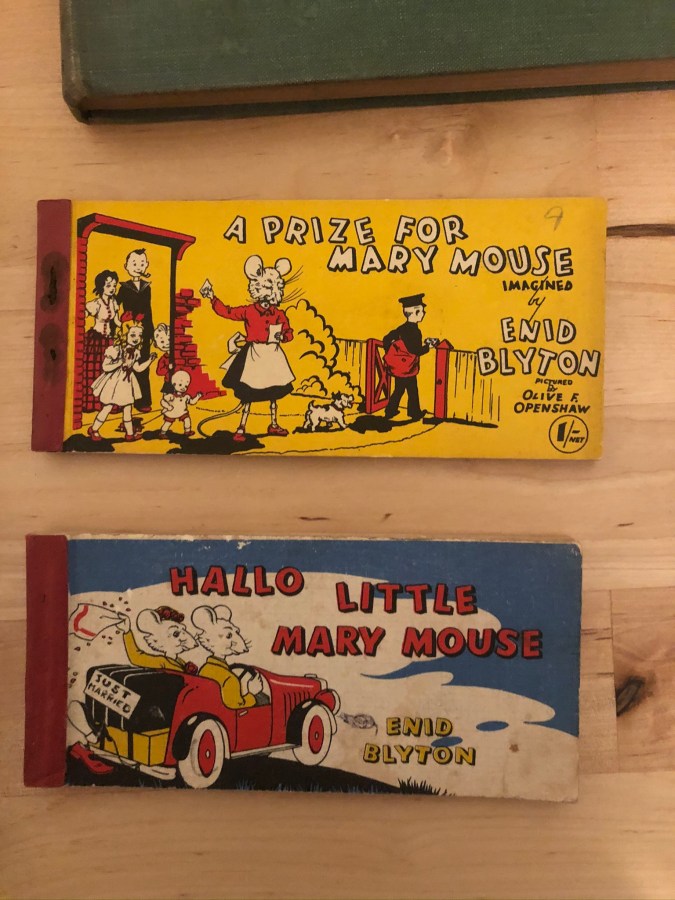 9
A PRIZE FOR
MARY MOUSE
IMAGINED
by
ENID
BLYTON
PICTURED
By
OLIVE F.
OPENSHAW
1/-
NET
HALLO LITTLE
MARY MOUSE
JUST
MARRIED
ENID
BLYTON